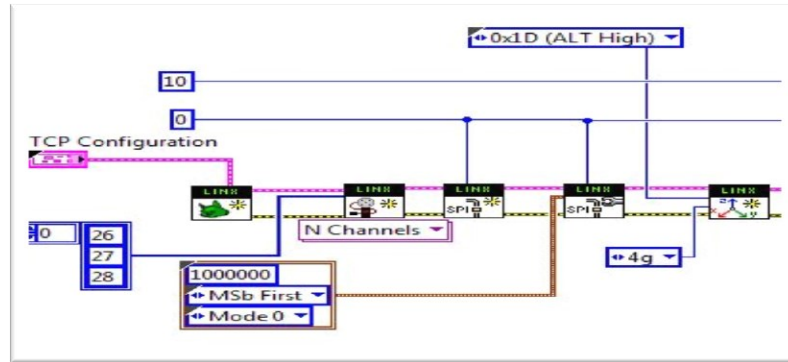 0x1D (ALT High)
10
0
TCP Configuration
LINX
LINX
LINX
LINX
LINX
SPI
SPI
N Channels
0
26
27
28
4g
1000000
MSb First
Mode 0